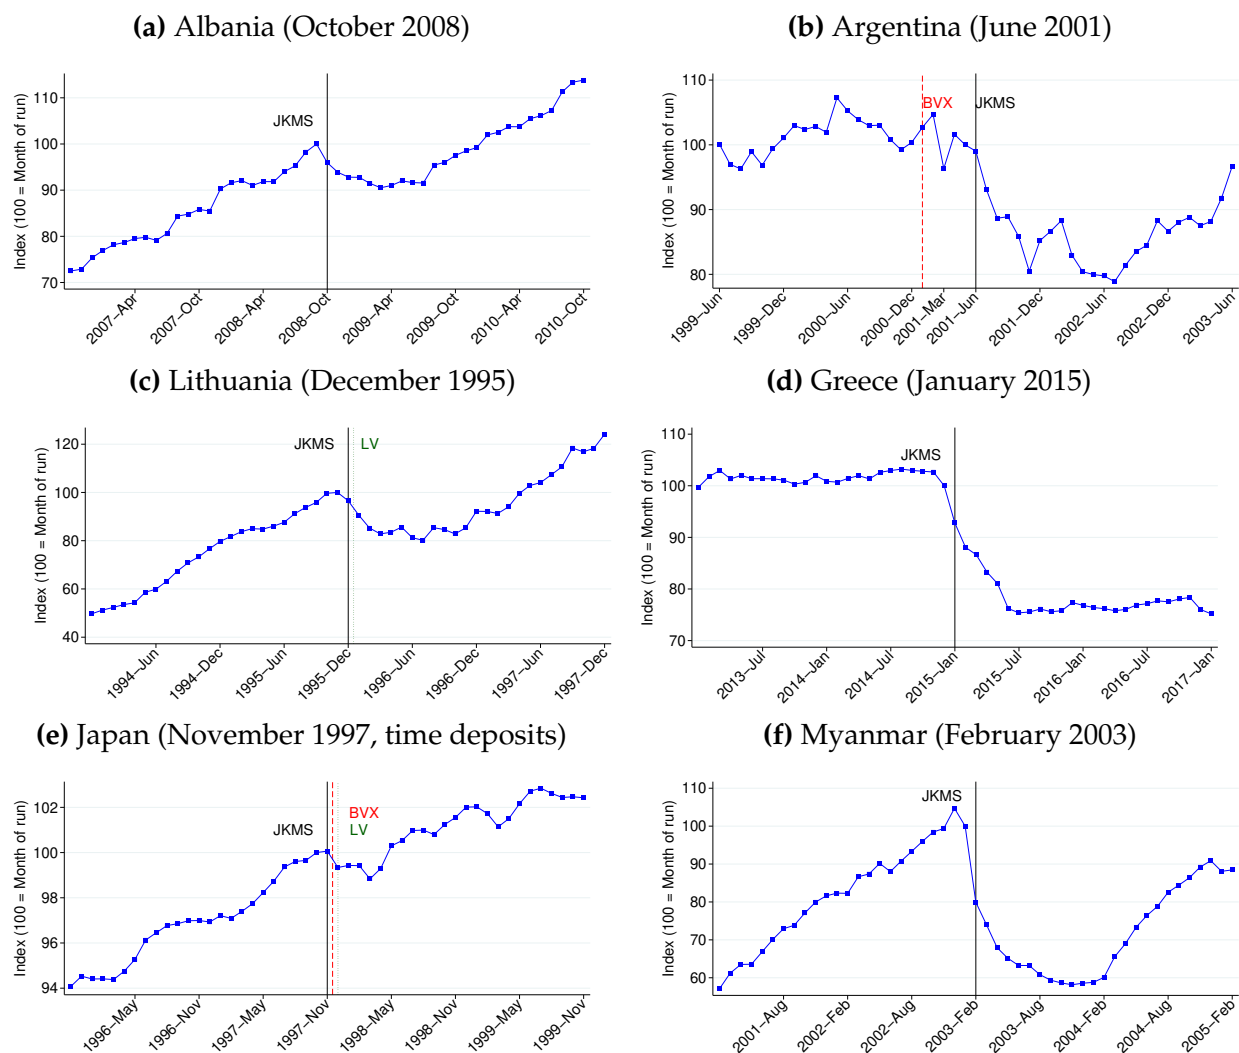 (a) Albania (October 2008)
Index (100 = Month of run)
110
100
90
80
70
JKMS
2007–Apr
2007–Oct
2008–Apr
2008–Oct
2009–Apr
2009–Oct
2010–Apr
2010–Oct
(b) Argentina (June 2001)
Index (100 = Month of run)
110
100
90
80
BVX
JKMS
1999–Jun
1999–Dec
2000–Jun
2000–Dec
2001–Mar
2001–Jun
2001–Dec
2002–Jun
2002–Dec
2003–Jun
(c) Lithuania (December 1995)
Index (100 = Month of run)
120
100
80
60
40
JKMS
LV
1994–Jun
1994–Dec
1995–Jun
1995–Dec
1996–Jun
1996–Dec
1997–Jun
1997–Dec
(d) Greece (January 2015)
Index (100 = Month of run)
110
100
90
80
70
JKMS
2013–Jul
2014–Jan
2014–Jul
2015–Jan
2015–Jul
2016–Jan
2016–Jul
2017–Jan
(e) Japan (November 1997, time deposits)
Index (100 = Month of run)
102
100
98
96
94
JKMS
BVX
LV
1996–May
1996–Nov
1997–May
1997–Nov
1998–May
1998–Nov
1999–May
1999–Nov
(f) Myanmar (February 2003)
Index (100 = Month of run)
110
100
90
80
70
60
JKMS
2001–Aug
2002–Feb
2002–Aug
2003–Feb
2003–Aug
2004–Feb
2004–Aug
2005–Feb